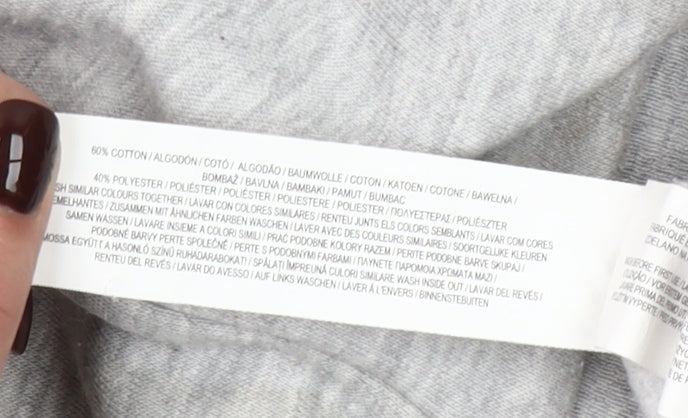 60% COTTON / ALGODÓN / COTÓ / ALGODÃO / BAUMWOLLE / COTON / KATOEN / COTONE / BAWEŁNA /
BOMBAŽ / BAVLNA / BAMBAKI / PAMUT / BUMBAC
40% POLYESTER / POLIÉSTER / POLIÈSTER / POLIESTERE / POLIESTER / ΠΟΛΥΕΣΤΕΡΑΣ / POLIÉSZTER
SH SIMILAR COLOURS TOGETHER / LAVAR CON COLORES SIMILARES / RENTEU JUNTS ELS COLORS SEMBLANTS / LAVAR COM CORES
EMELHANTES / ZUSAMMEN MIT ÄHNLICHEN FARBEN WASCHEN / LAVER AVEC DES COULEURS SIMILAIRES / SOORTGELIJKE KLEUREN
SAMEN WASSEN / LAVARE INSIEME A COLORI SIMILI / PRAĆ PODOBNE KOLORY RAZEM / PERITE PODOBNE BARVE SKUPAJ /
PODOBNÉ BARVY PERTE SPOLEČNĚ / PERTE S PODOBNÝMI FARBAMI / ΠΛΥΝΕΤΕ ΠΑΡΟΜΟΙΑ ΧΡΩΜΑΤΑ ΜΑΖΙ /
MOSSA EGYÜTT A HASONLÓ SZÍNŰ RUHADARABOKAT / SPĂLAȚI ÎMPREUNĂ CULORI SIMILARE WASH INSIDE OUT / LAVAR DEL REVÉS /
RENTEU DEL REVÉS / LAVAR DO AVESSO / AUF LINKS WASCHEN / LAVER À L'ENVERS / BINNENSTEBUITEN